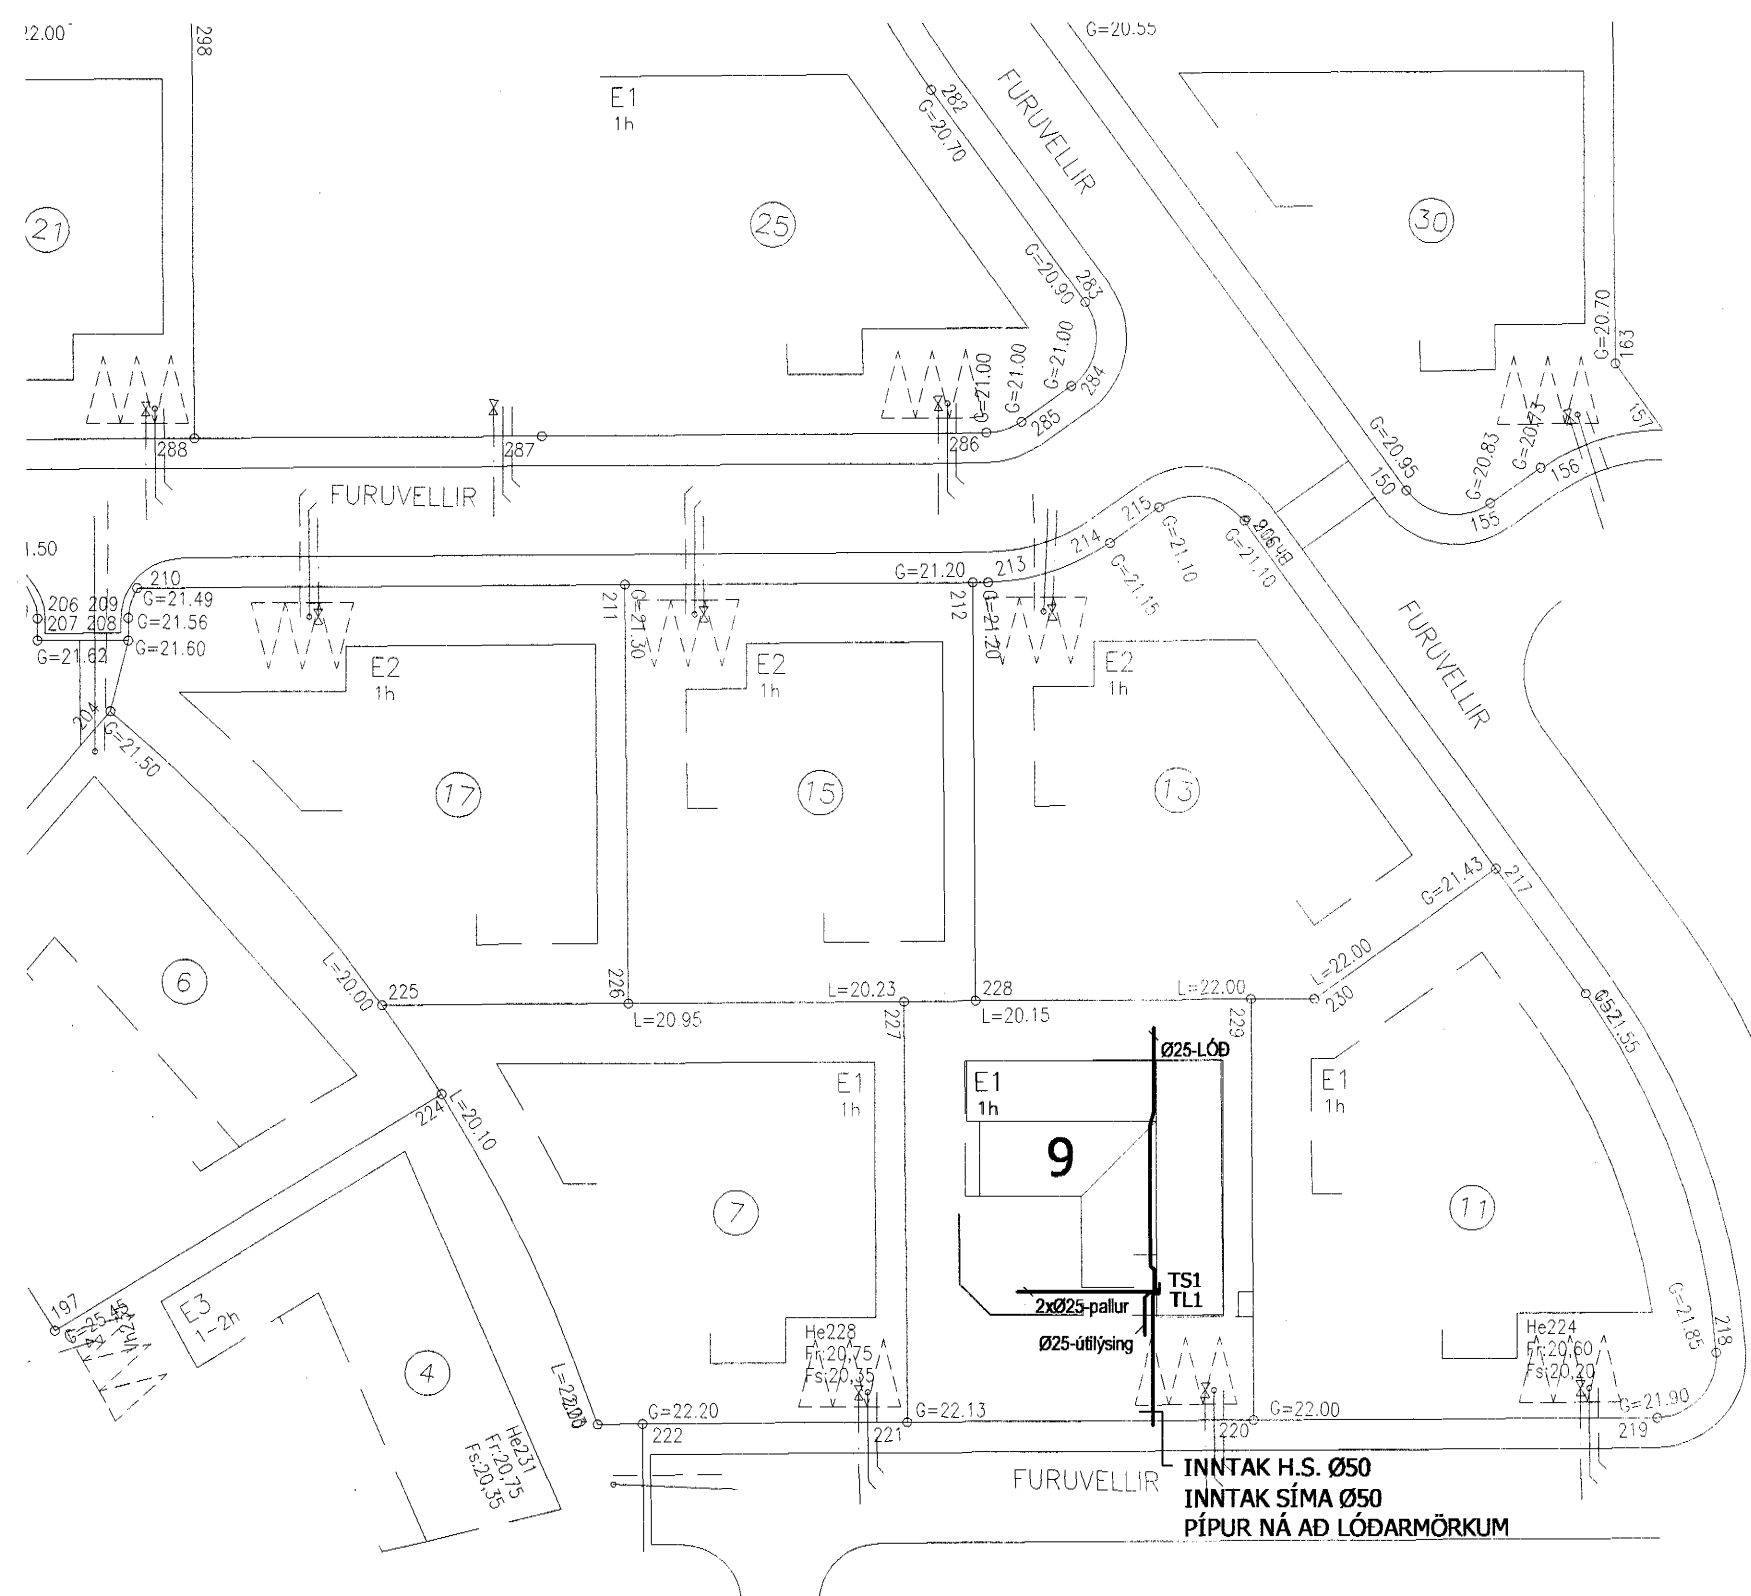 22.00
298
G=20.55
E1
1h
282
G=20.70
FURUVELLIR
21
25
30
G=20.90
283
G=21.00
284
G=21.00
285
G=21.00
286
287
288
G=20.70
163
157
FURUVELLIR
G=20.95
150
G=20.83
155
G=20.73
156
1.50
210
G=21.49
206
209
G=21.56
207
208
G=21.62
G=21.60
204
G=21.50
211
G=21.30
G=21.20
212
213
G=21.20
214
G=21.15
215
G=21.10
G=21.10
FURUVELLIR
E2
1h
E2
1h
E2
1h
17
15
13
G=21.43
217
6
L=20.00
225
226
L=20.95
L=20.23
227
228
L=20.15
L=22.00
229
L=22.00
230
224
L=20.10
E1
1h
E1
1h
E1
1h
Ø25-LÓÐ
9
7
11
TS1
TL1
2xØ25-pallur
Ø25-útilýsing
197
G=25.45
E3
1-2h
4
He231
Fr:20,75
Fs:20,35
He228
Fr:20,75
Fs:20,35
He224
Fr:20,60
Fs:20,20
G=21.85
218
G=21.90
219
G=22.20
222
221
G=22.13
220
G=22.00
FURUVELLIR
INNTAK H.S. Ø50
INNTAK SÍMA Ø50
PÍPUR NÁ AÐ LÓÐARMÖRKUM